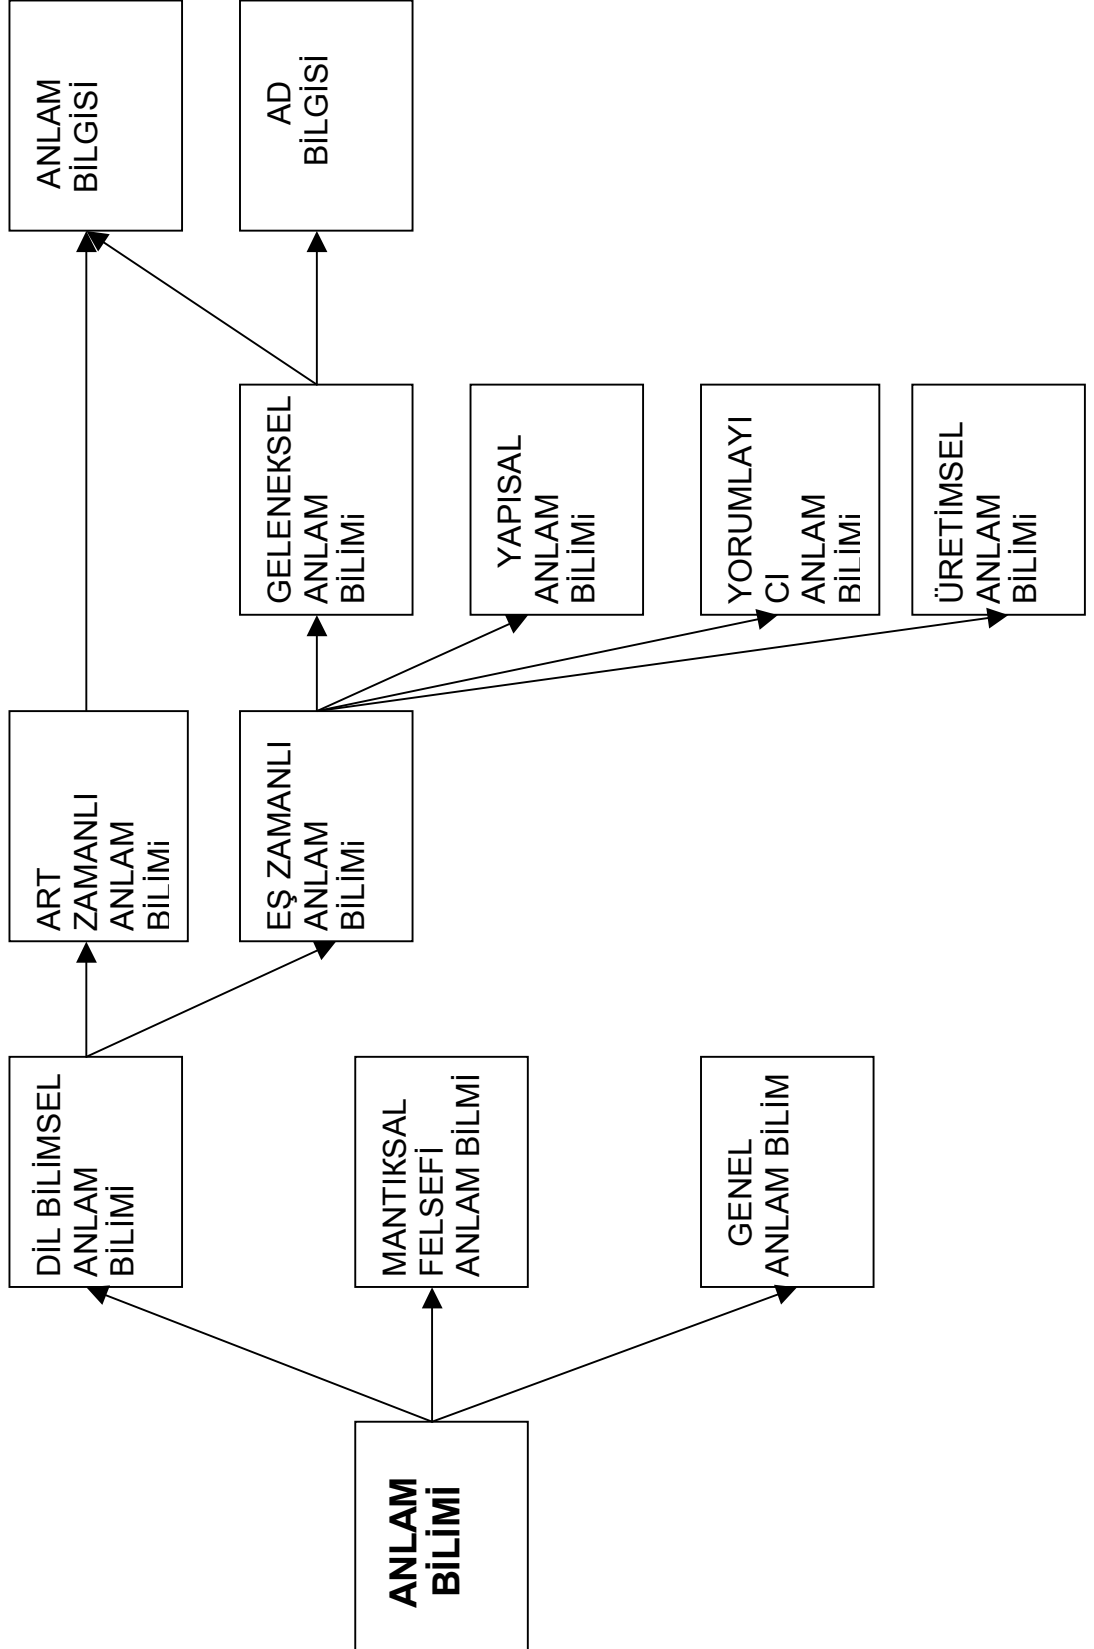 ANLAM
BİLİMİ
DİL BİLİMSEL
ANLAM
BİLİMİ
MANTIKSAL
FELSEFİ
ANLAM BİLMİ
GENEL
ANLAM BİLİM
ART
ZAMANLI
ANLAM
BİLİMİ
EŞ ZAMANLI
ANLAM
BİLİMİ
GELENEKSEL
ANLAM
BİLİMİ
YAPISAL
ANLAM
BİLİMİ
YORUMLAYI
CI
ANLAM
BİLİMİ
ÜRETİMSEL
ANLAM
BİLİMİ
ANLAM
BİLGİSİ
AD
BİLGİSİ